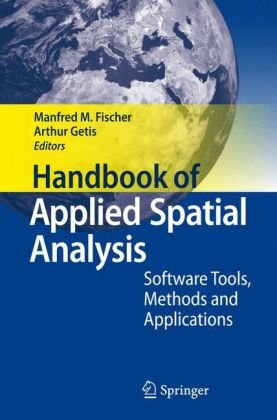 Manfred M. Fischer
Arthur Getis
Editors
Handbook of
Applied Spatial
Analysis
Software Tools,
Methods and
Applications
Springer